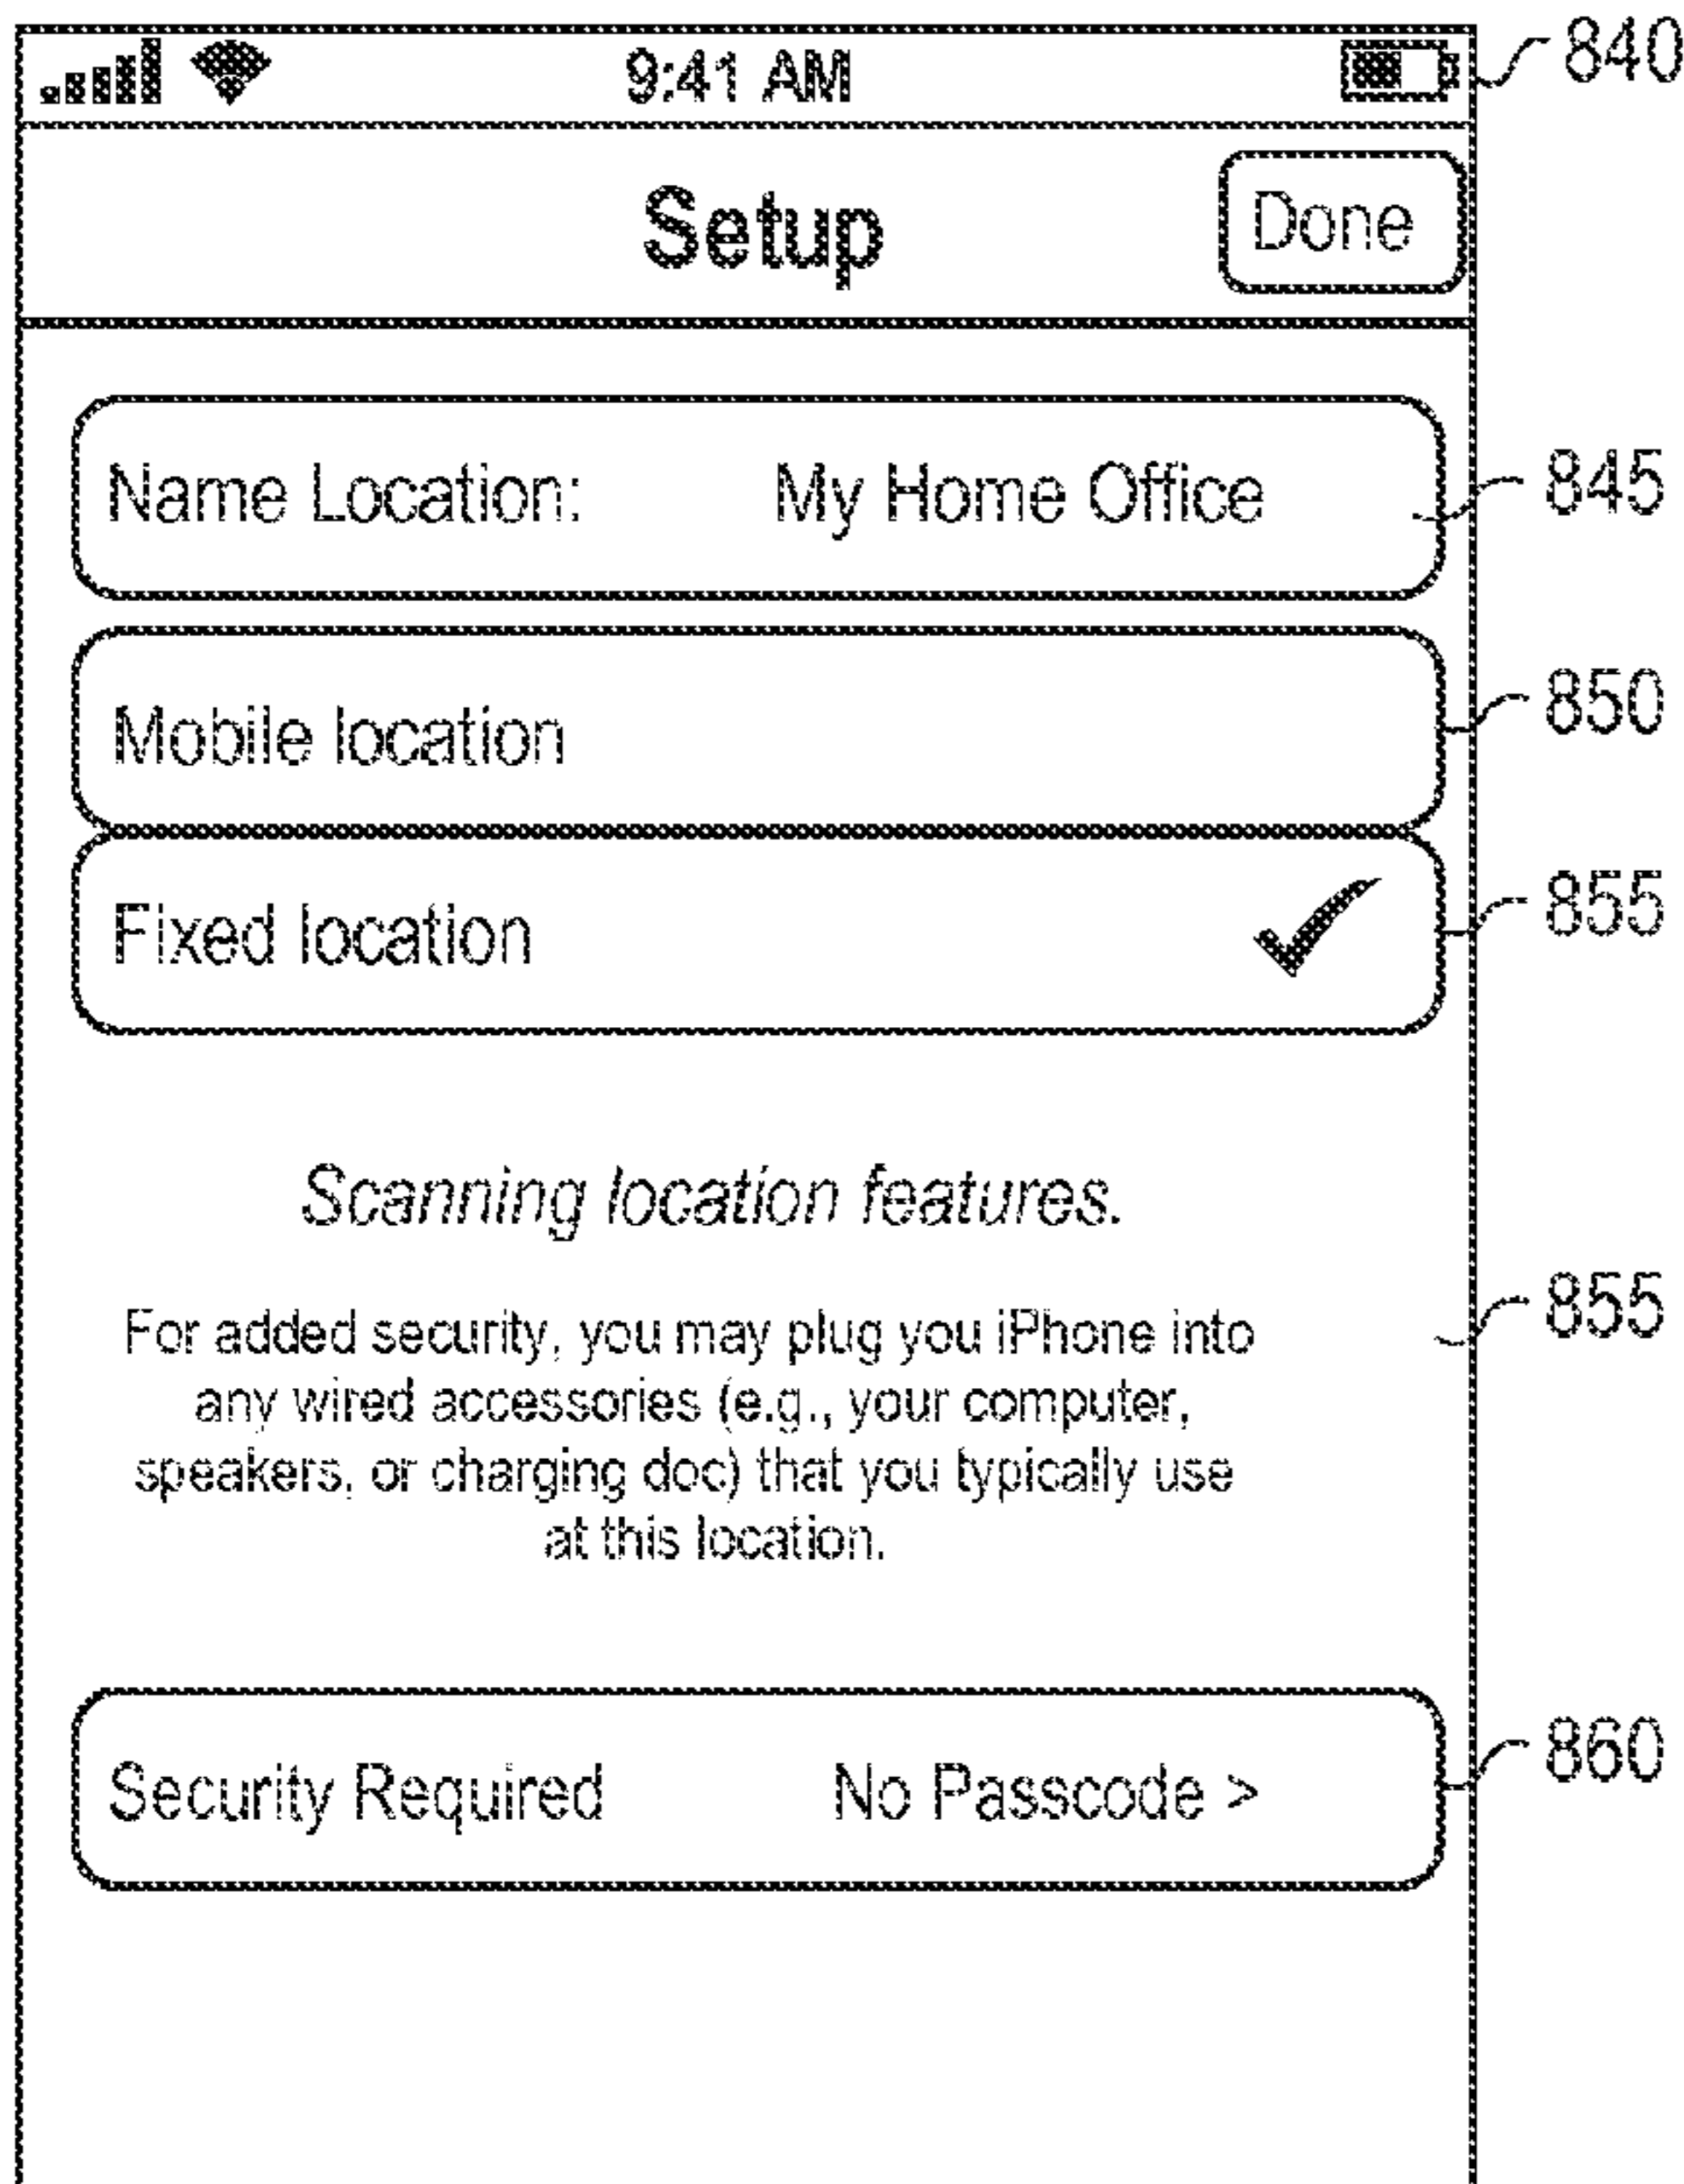 9:41 AM
840
Setup
Done
Name Location: My Home Office
845
Mobile location
850
Fixed location
855
Scanning location features.
For added security, you may plug you iPhone into
any wired accessories (e.g., your computer,
speakers, or charging doc) that you typically use
at this location.
855
Security Required No Passcode >
860